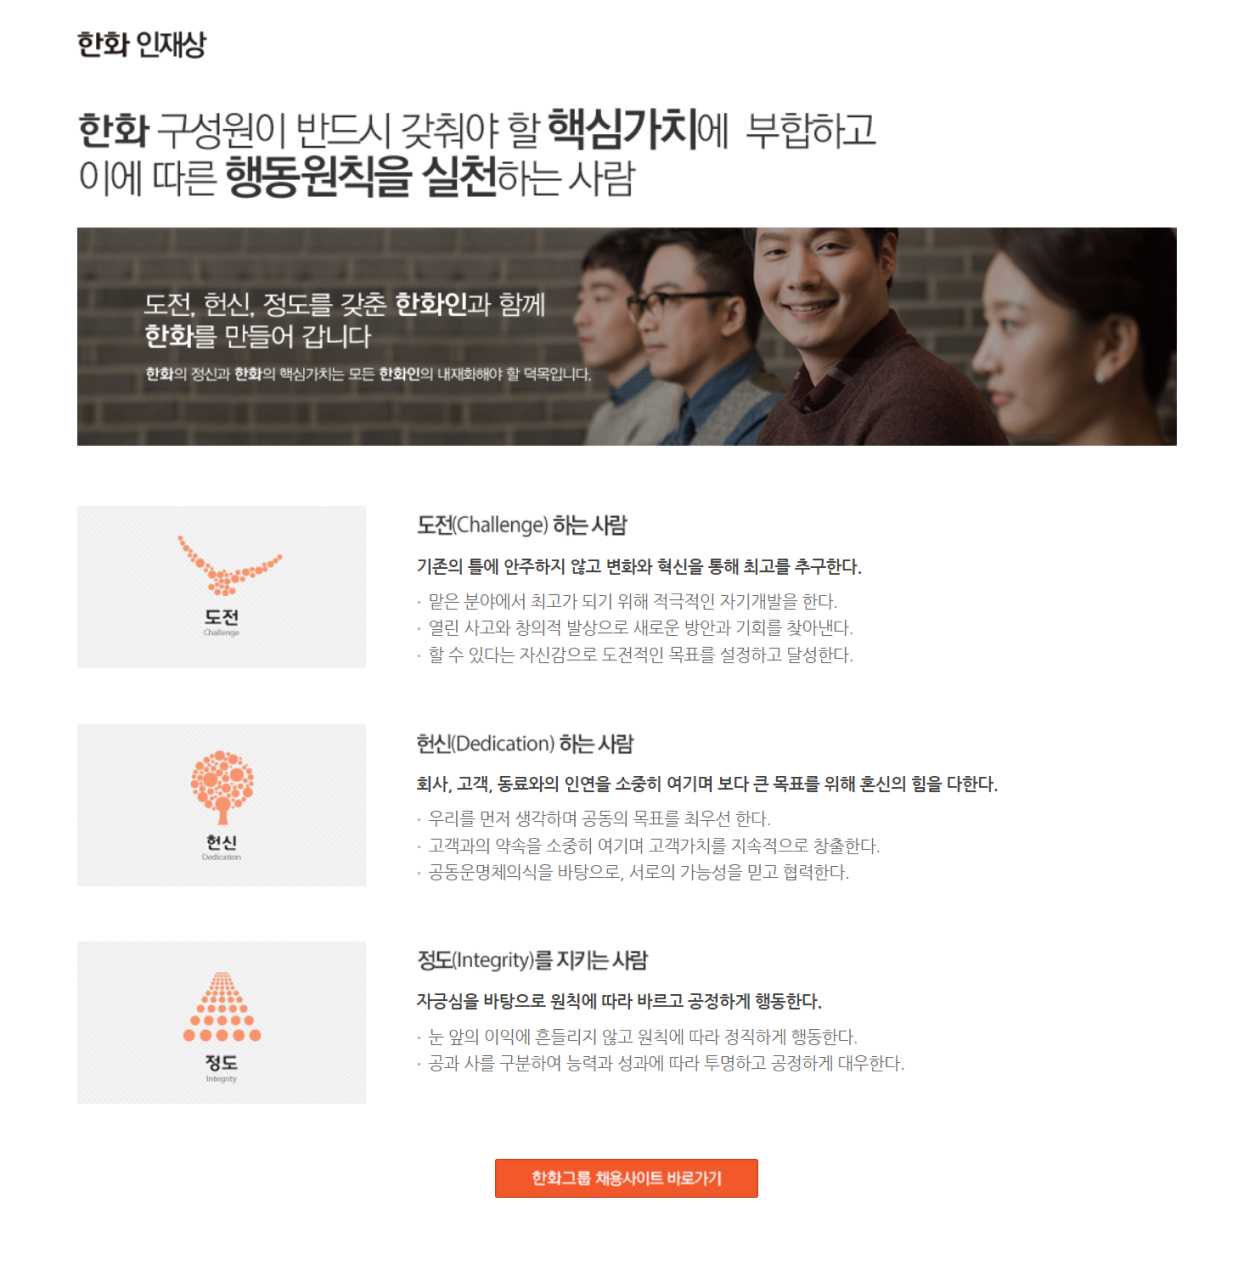 한화 인재상
한화 구성원이 반드시 갖춰야 할 핵심가치에 부합하고
이에 따른 행동원칙을 실천하는 사람
도전, 헌신, 정도를 갖춘 한화인과 함께
한화를 만들어 갑니다
한화의 정신과 한화의 핵심가치는 모든 한화인의 내재화해야 할 덕목입니다.
도전
Challenge
도전(Challenge) 하는 사람
기존의 틀에 안주하지 않고 변화와 혁신을 통해 최고를 추구한다.
· 맡은 분야에서 최고가 되기 위해 적극적인 자기개발을 한다.
· 열린 사고와 창의적 발상으로 새로운 방안과 기회를 찾아낸다.
· 할 수 있다는 자신감으로 도전적인 목표를 설정하고 달성한다.
헌신
Dedication
헌신(Dedication) 하는 사람
회사, 고객, 동료와의 인연을 소중히 여기며 보다 큰 목표를 위해 혼신의 힘을 다한다.
· 우리를 먼저 생각하며 공동의 목표를 최우선 한다.
· 고객과의 약속을 소중히 여기며 고객가치를 지속적으로 창출한다.
· 공동운명체의식을 바탕으로, 서로의 가능성을 믿고 협력한다.
정도
Integrity
정도(Integrity)를 지키는 사람
자긍심을 바탕으로 원칙에 따라 바르고 공정하게 행동한다.
· 눈 앞의 이익에 흔들리지 않고 원칙에 따라 정직하게 행동한다.
· 공과 사를 구분하여 능력과 성과에 따라 투명하고 공정하게 대우한다.
한화그룹 채용사이트 바로가기